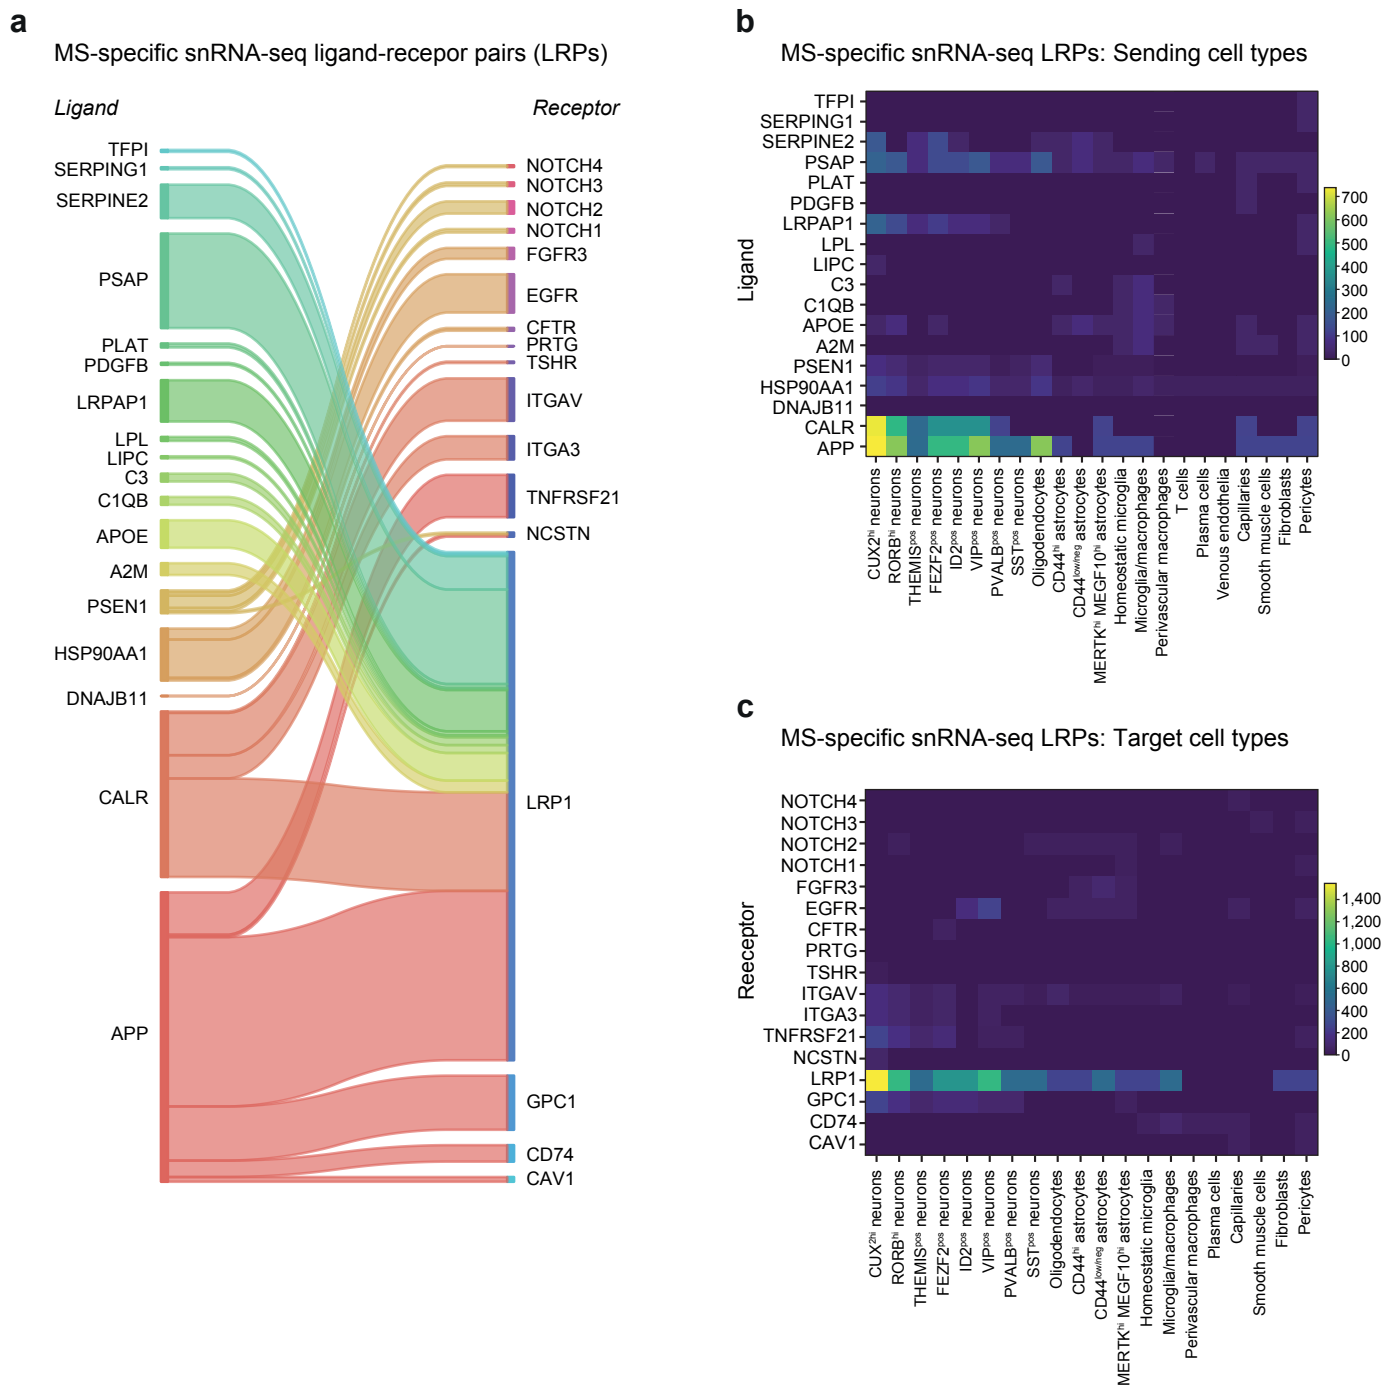 a
MS-specific snRNA-seq ligand-recepor pairs (LRPs)
Ligand
Receptor
TFPI
SERPING1
SERPINE2
PSAP
PLAT
PDGFB
LRPAP1
LPL
LIPC
C3
C1QB
APOE
A2M
PSEN1
HSP90AA1
DNAJB11
CALR
APP
NOTCH4
NOTCH3
NOTCH2
NOTCH1
FGFR3
EGFR
CFTR
PRTG
TSHR
ITGAV
ITGA3
TNFRSF21
NCSTN
LRP1
GPC1
CD74
CAV1
b
MS-specific snRNA-seq LRPs: Sending cell types
Ligand
TFPI
SERPING1
SERPINE2
PSAP
PLAT
PDGFB
LRPAP1
LPL
LIPC
C3
C1QB
APOE
A2M
PSEN1
HSP90AA1
DNAJB11
CALR
APP
700
600
500
400
300
200
100
0
CUX2hi neurons
RORBhi neurons
THEMISpos neurons
FEZF2pos neurons
ID2pos neurons
VIPpos neurons
PVALBpos neurons
SSTpos neurons
Oligodendocytes
CD44hi astrocytes
CD44low/neg astrocytes
MERTKhi MEGF10hi astrocytes
Homeostatic microglia
Microglia/macrophages
Perivascular macrophages
T cells
Plasma cells
Venous endothelia
Capillaries
Smooth muscle cells
Fibroblasts
Pericytes
c
MS-specific snRNA-seq LRPs: Target cell types
Reeceptor
NOTCH4
NOTCH3
NOTCH2
NOTCH1
FGFR3
EGFR
CFTR
PRTG
TSHR
ITGAV
ITGA3
TNFRSF21
NCSTN
LRP1
GPC1
CD74
CAV1
1,400
1,200
1,000
800
600
400
200
0
CUX2hi neurons
RORBhi neurons
THEMISpos neurons
FEZF2pos neurons
ID2pos neurons
VIPpos neurons
PVALBpos neurons
SSTpos neurons
Oligodendocytes
CD44hi astrocytes
CD44low/neg astrocytes
MERTKhi MEGF10hi astrocytes
Homeostatic microglia
Microglia/macrophages
Perivascular macrophages
Plasma cells
Capillaries
Smooth muscle cells
Fibroblasts
Pericytes